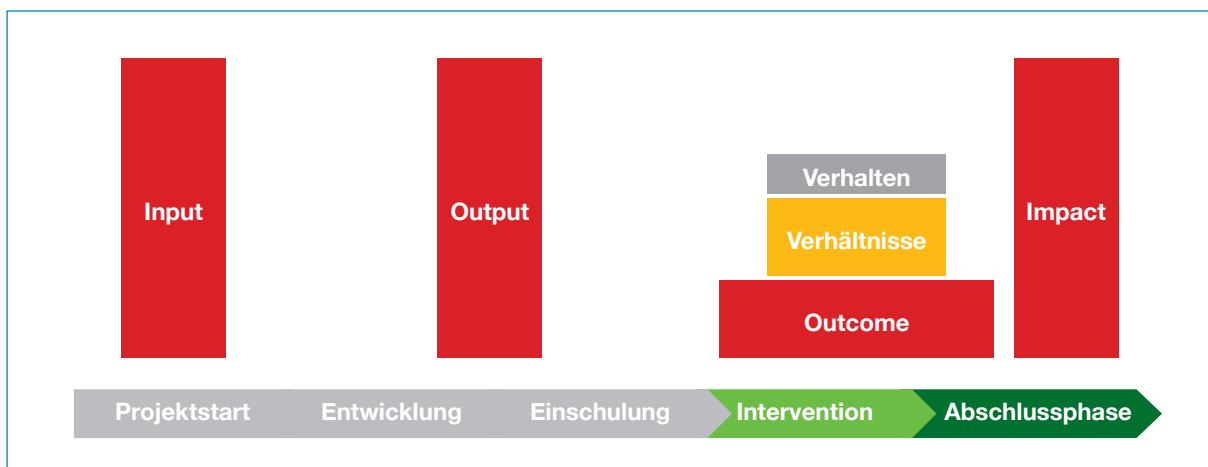 Input
Output
Verhalten
Verhältnisse
Outcome
Impact
Projektstart
Entwicklung
Einschulung
Intervention
Abschlussphase